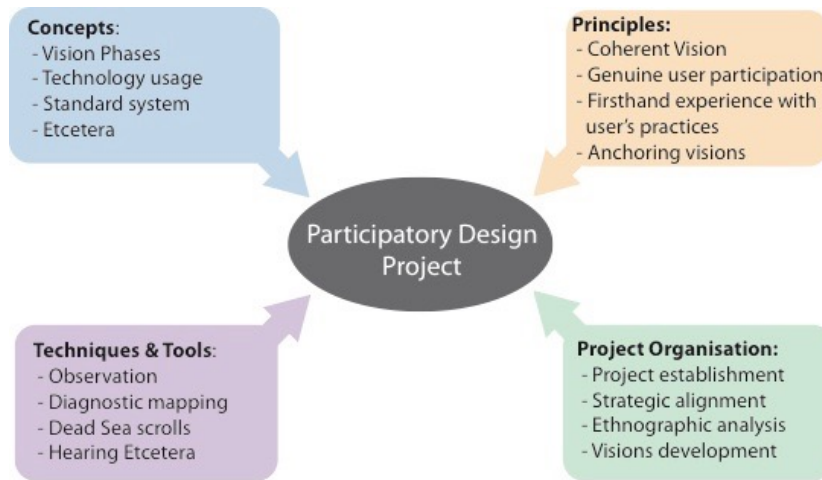 Concepts:
- Vision Phases
- Technology usage
- Standard system
- Etcetera
Principles:
- Coherent Vision
- Genuine user participation
- Firsthand experience with
user's practices
- Anchoring visions
Participatory Design
Project
Techniques & Tools:
- Observation
- Diagnostic mapping
- Dead Sea scrolls
- Hearing Etcetera
Project Organisation:
- Project establishment
- Strategic alignment
- Ethnographic analysis
- Visions development